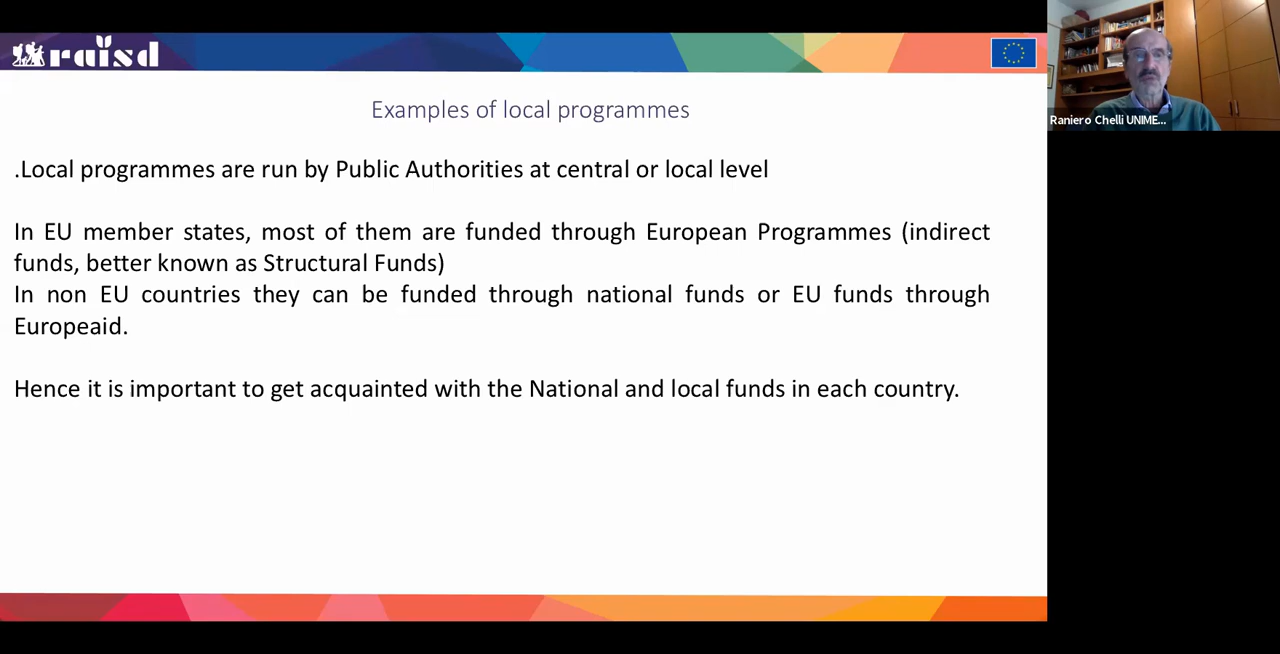 raisd
Examples of local programmes
.Local programmes are run by Public Authorities at central or local level
In EU member states, most of them are funded through European Programmes (indirect
funds, better known as Structural Funds)
In non EU countries they can be funded through national funds or EU funds through
Europeaid.
Hence it is important to get acquainted with the National and local funds in each country.
Raniero Chelli UNIME...